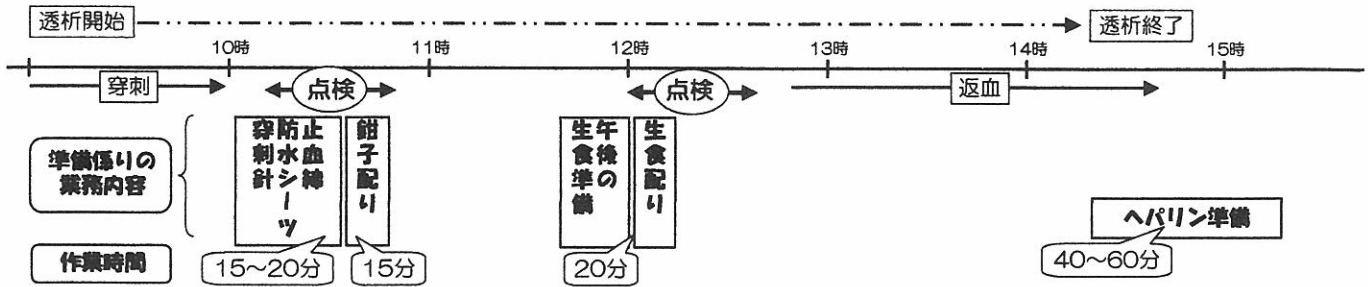 透析開始
透析終了
10時
11時
12時
13時
14時
15時
穿刺
点検
点検
返血
準備係りの
業務内容
止血綿
防水シーツ
穿刺針
鉗子配り
午後の
生食準備
生食配り
ヘパリン準備
作業時間
15～20分
15分
20分
40～60分